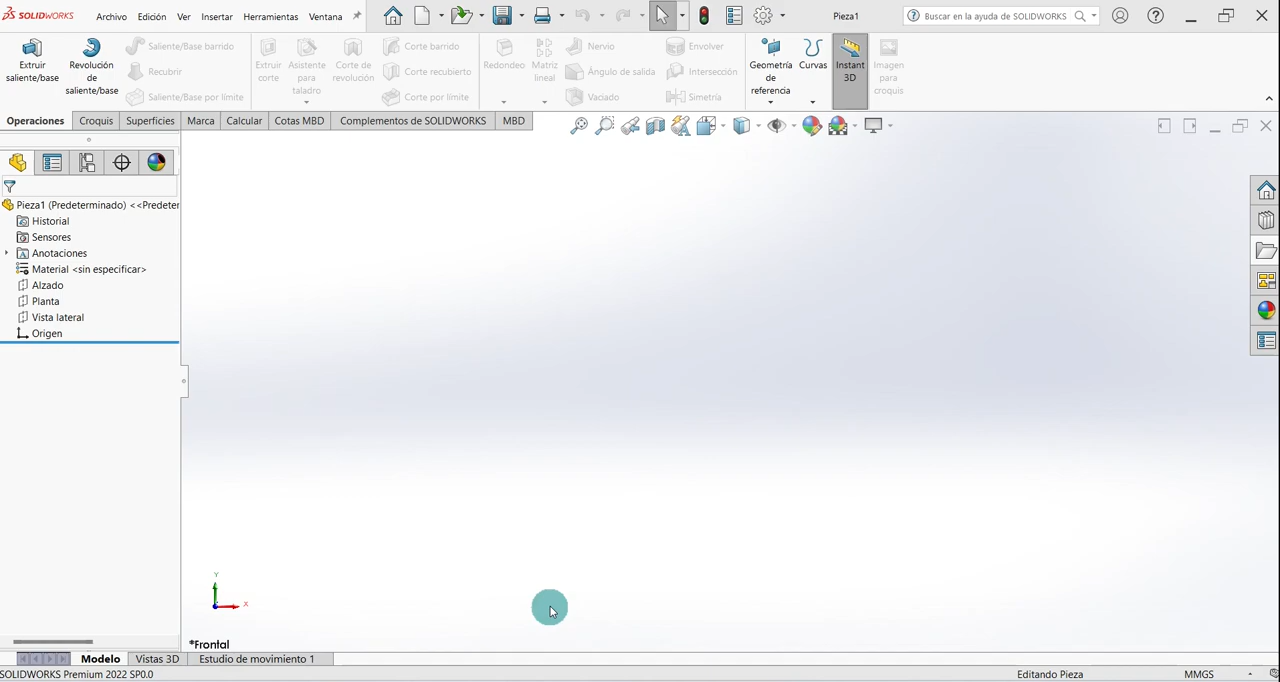 SOLIDWORKS Archivo Edición Ver Insertar Herramientas Ventana Pieza1 Buscar en la ayuda de SOLIDWORKS
Extruir saliente/base
Revolución de saliente/base
Saliente/Base barrido
Recubrir
Saliente/Base por límite
Extruir corte
Asistente para taladro
Corte de revolución
Corte barrido
Corte recubierto
Corte por límite
Redondeo
Matriz lineal
Nervio
Ángulo de salida
Vaciado
Envolver
Intersección
Simetría
Geometría de referencia
Curvas
Instant 3D
Imagen para croquis
Operaciones Croquis Superficies Marca Calcular Cotas MBD Complementos de SOLIDWORKS MBD
Pieza1 (Predeterminado) <<Predeter
Historial
Sensores
Anotaciones
Material <sin especificar>
Alzado
Planta
Vista lateral
Origen
Y
X
*Frontal
Modelo Vistas 3D Estudio de movimiento 1
SOLIDWORKS Premium 2022 SP0.0 Editando Pieza MMGS